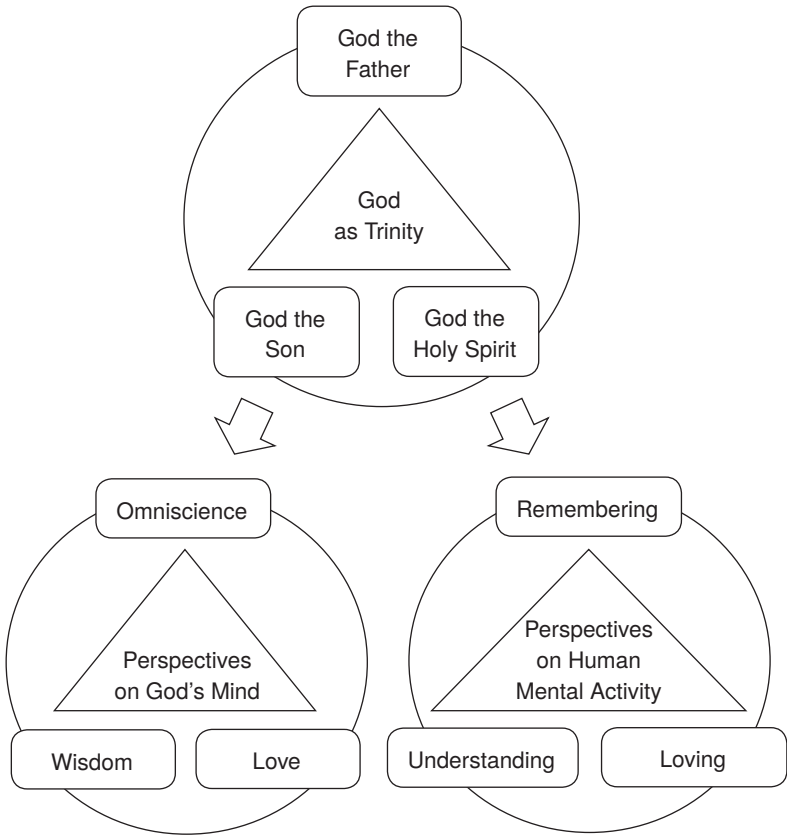 God the
Father
God
as Trinity
God the
Son
God the
Holy Spirit
Omniscience
Perspectives
on God's Mind
Wisdom
Love
Remembering
Perspectives
on Human
Mental Activity
Understanding
Loving